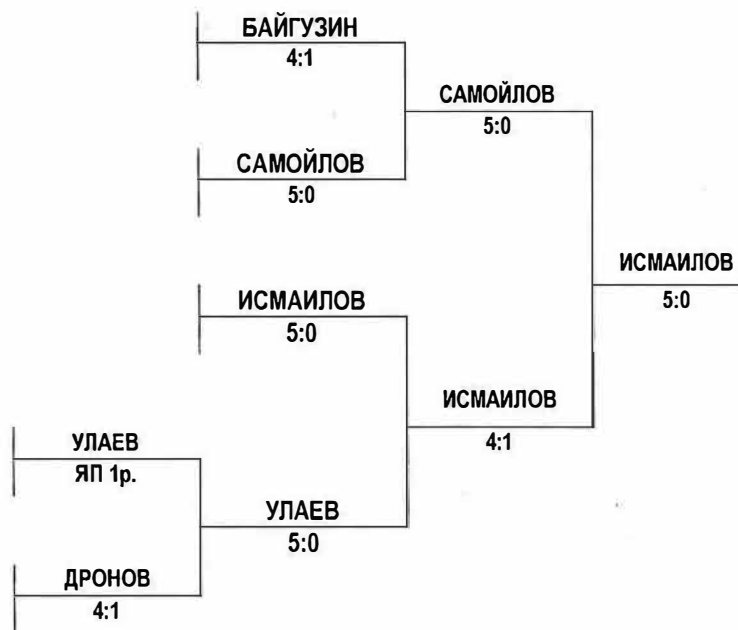 БАЙГУЗИН
4:1
САМОЙЛОВ
5:0
САМОЙЛОВ
5:0
ИСМАИЛОВ
5:0
ИСМАИЛОВ
5:0
ИСМАИЛОВ
4:1
УЛАЕВ
ЯП 1р.
УЛАЕВ
5:0
ДРОНОВ
4:1